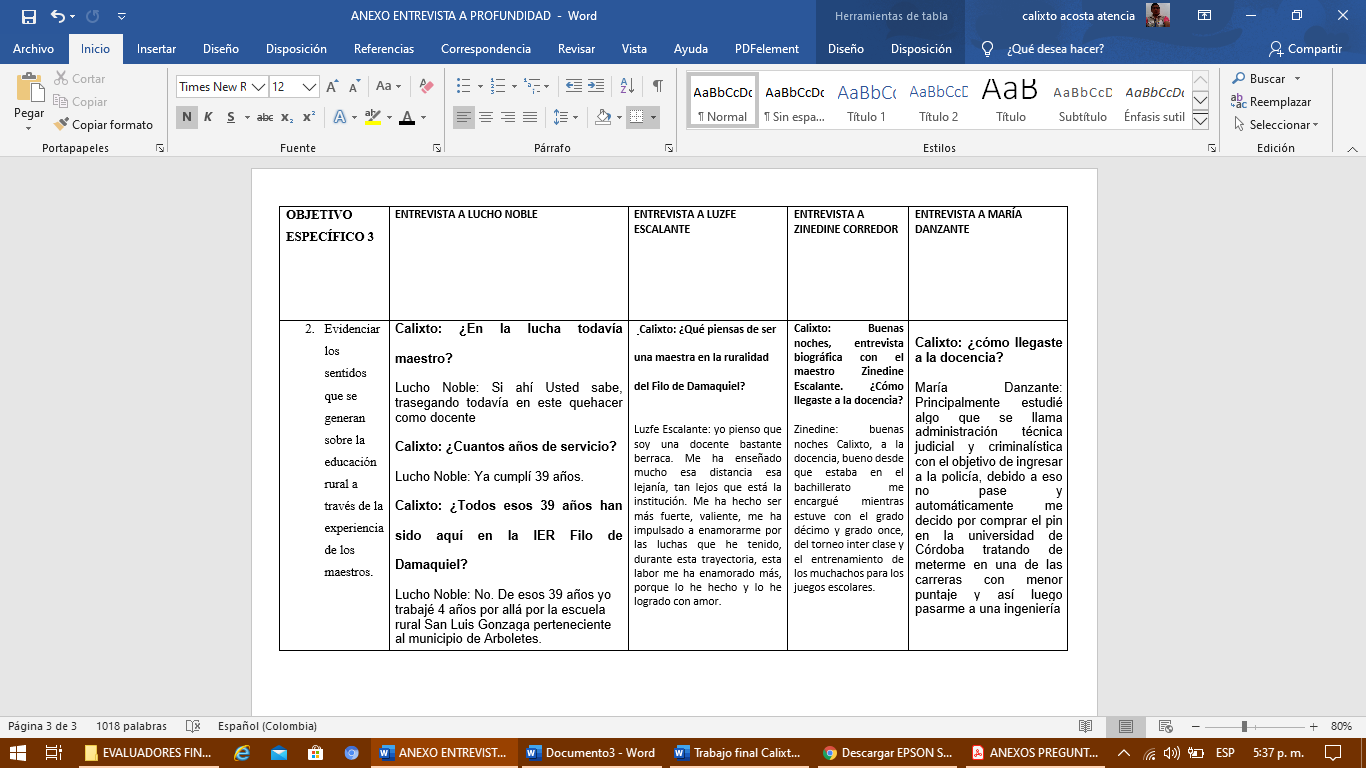 ANEXO ENTREVISTA A PROFUNDIDAD - Word
Herramientas de tabla
calixto acosta atencia
Archivo
Inicio
Insertar
Diseño
Disposición
Referencias
Correspondencia
Revisar
Vista
Ayuda
PDFelement
Diseño
Disposición
¿Qué desea hacer?
Compartir
Pegar
Cortar
Copiar
Copiar formato
Portapapeles
Times New R
12
Aa
N K S abc x₂ x²
A
A
Fuente
Párrafo
AaBbCcDc
¶ Normal
AaBbCcDc
¶ Sin espa...
AaBbCc
Título 1
AaBbCcD
Título 2
AaB
Título
AaBbCcD
Subtítulo
AaBbCcDc
Énfasis sutil
Estilos
Buscar
Reemplazar
Seleccionar
Edición
OBJETIVO
ESPECÍFICO 3
ENTREVISTA A LUCHO NOBLE
ENTREVISTA A LUZFE
ESCALANTE
ENTREVISTA A
ZINEDINE CORREDOR
ENTREVISTA A MARÍA
DANZANTE
2. Evidenciar
los
sentidos
que se
generan
sobre la
educación
rural a
través de la
experiencia
de los
maestros.
Calixto: ¿En la lucha todavía
maestro?
Lucho Noble: Si ahí Usted sabe,
trasegando todavía en este quehacer
como docente
Calixto: ¿Cuantos años de servicio?
Lucho Noble: Ya cumplí 39 años.
Calixto: ¿Todos esos 39 años han
sido aquí en la IER Filo de
Damaquiel?
Lucho Noble: No. De esos 39 años yo
trabajé 4 años por allá por la escuela
rural San Luis Gonzaga perteneciente
al municipio de Arboletes.
Calixto: ¿Qué piensas de ser
una maestra en la ruralidad
del Filo de Damaquiel?
Luzfe Escalante: yo pienso que
soy una docente bastante
berraca. Me ha enseñado
mucho esa distancia esa
lejanía, tan lejos que está la
institución. Me ha hecho ser
más fuerte, valiente, me ha
impulsado a enamorarme por
las luchas que he tenido,
durante esta trayectoria, esta
labor me ha enamorado más,
porque lo he hecho y lo he
logrado con amor.
Calixto: Buenas
noches, entrevista
biográfica con el
maestro Zinedine
Escalante. ¿Cómo
llegaste a la docencia?
Zinedine: buenas
noches Calixto, a la
docencia, bueno desde
que estaba en el
bachillerato me
encargué mientras
estuve con el grado
décimo y grado once,
del torneo inter clase y
el entrenamiento de
los muchachos para los
juegos escolares.
Calixto: ¿cómo llegaste
a la docencia?
María Danzante:
Principalmente estudié
algo que se llama
administración técnica
judicial y criminalística
con el objetivo de ingresar
a la policía, debido a eso
no pase y
automáticamente me
decido por comprar el pin
en la universidad de
Córdoba tratando de
meterme en una de las
carreras con menor
puntaje y así luego
pasarme a una ingeniería
Página 3 de 3
1018 palabras
Español (Colombia)
80%
EVALUADORES FIN...
ANEXO ENTREVIST...
Documento3 - Word
Trabajo final Calixt...
Descargar EPSON S...
ANEXOS PREGUNT...
ESP
5:37 p. m.